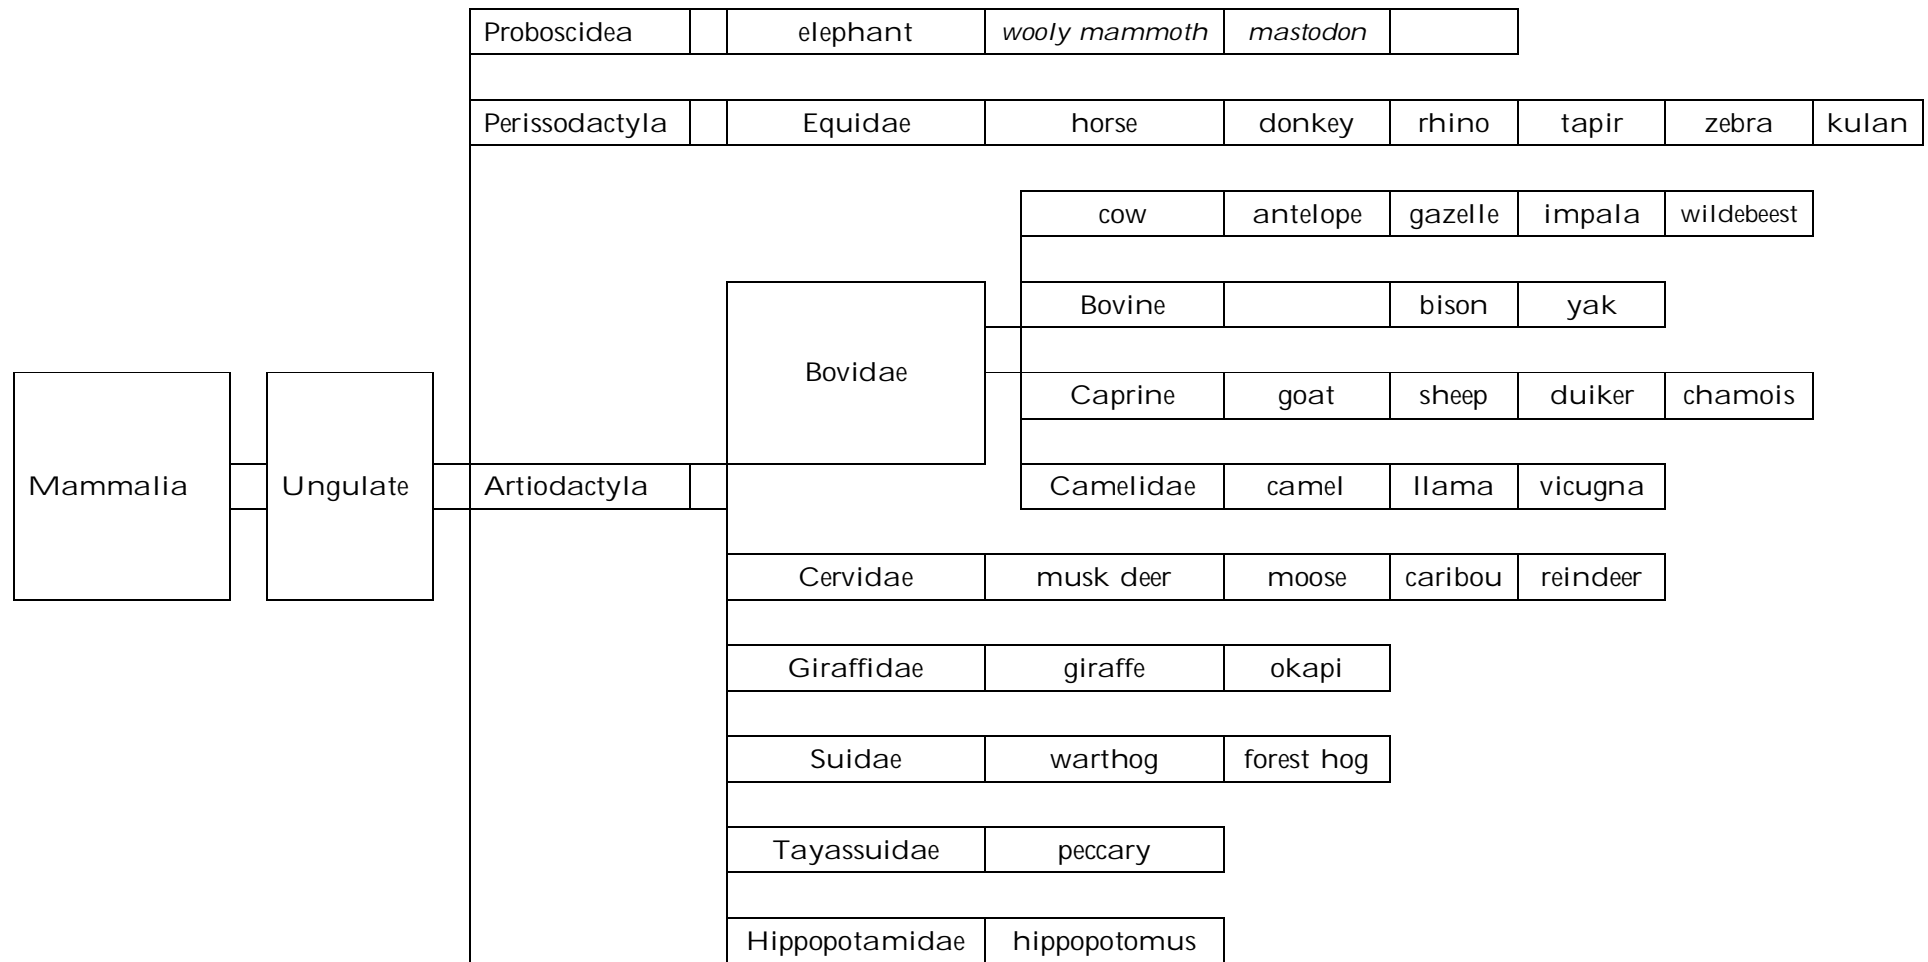 Proboscidea elephant wooly mammoth mastodon
Perissodactyla Equidae horse donkey rhino tapir zebra kulan
cow antelope gazelle impala wildebeest
Bovine bison yak
Bovidae
Caprine goat sheep duiker chamois
Mammalia Ungulate Artiodactyla Camelidae camel llama vicugna
Cervidae musk deer moose caribou reindeer
Giraffidae giraffe okapi
Suidae warthog forest hog
Tayassuidae peccary
Hippopotamidae hippopotomus